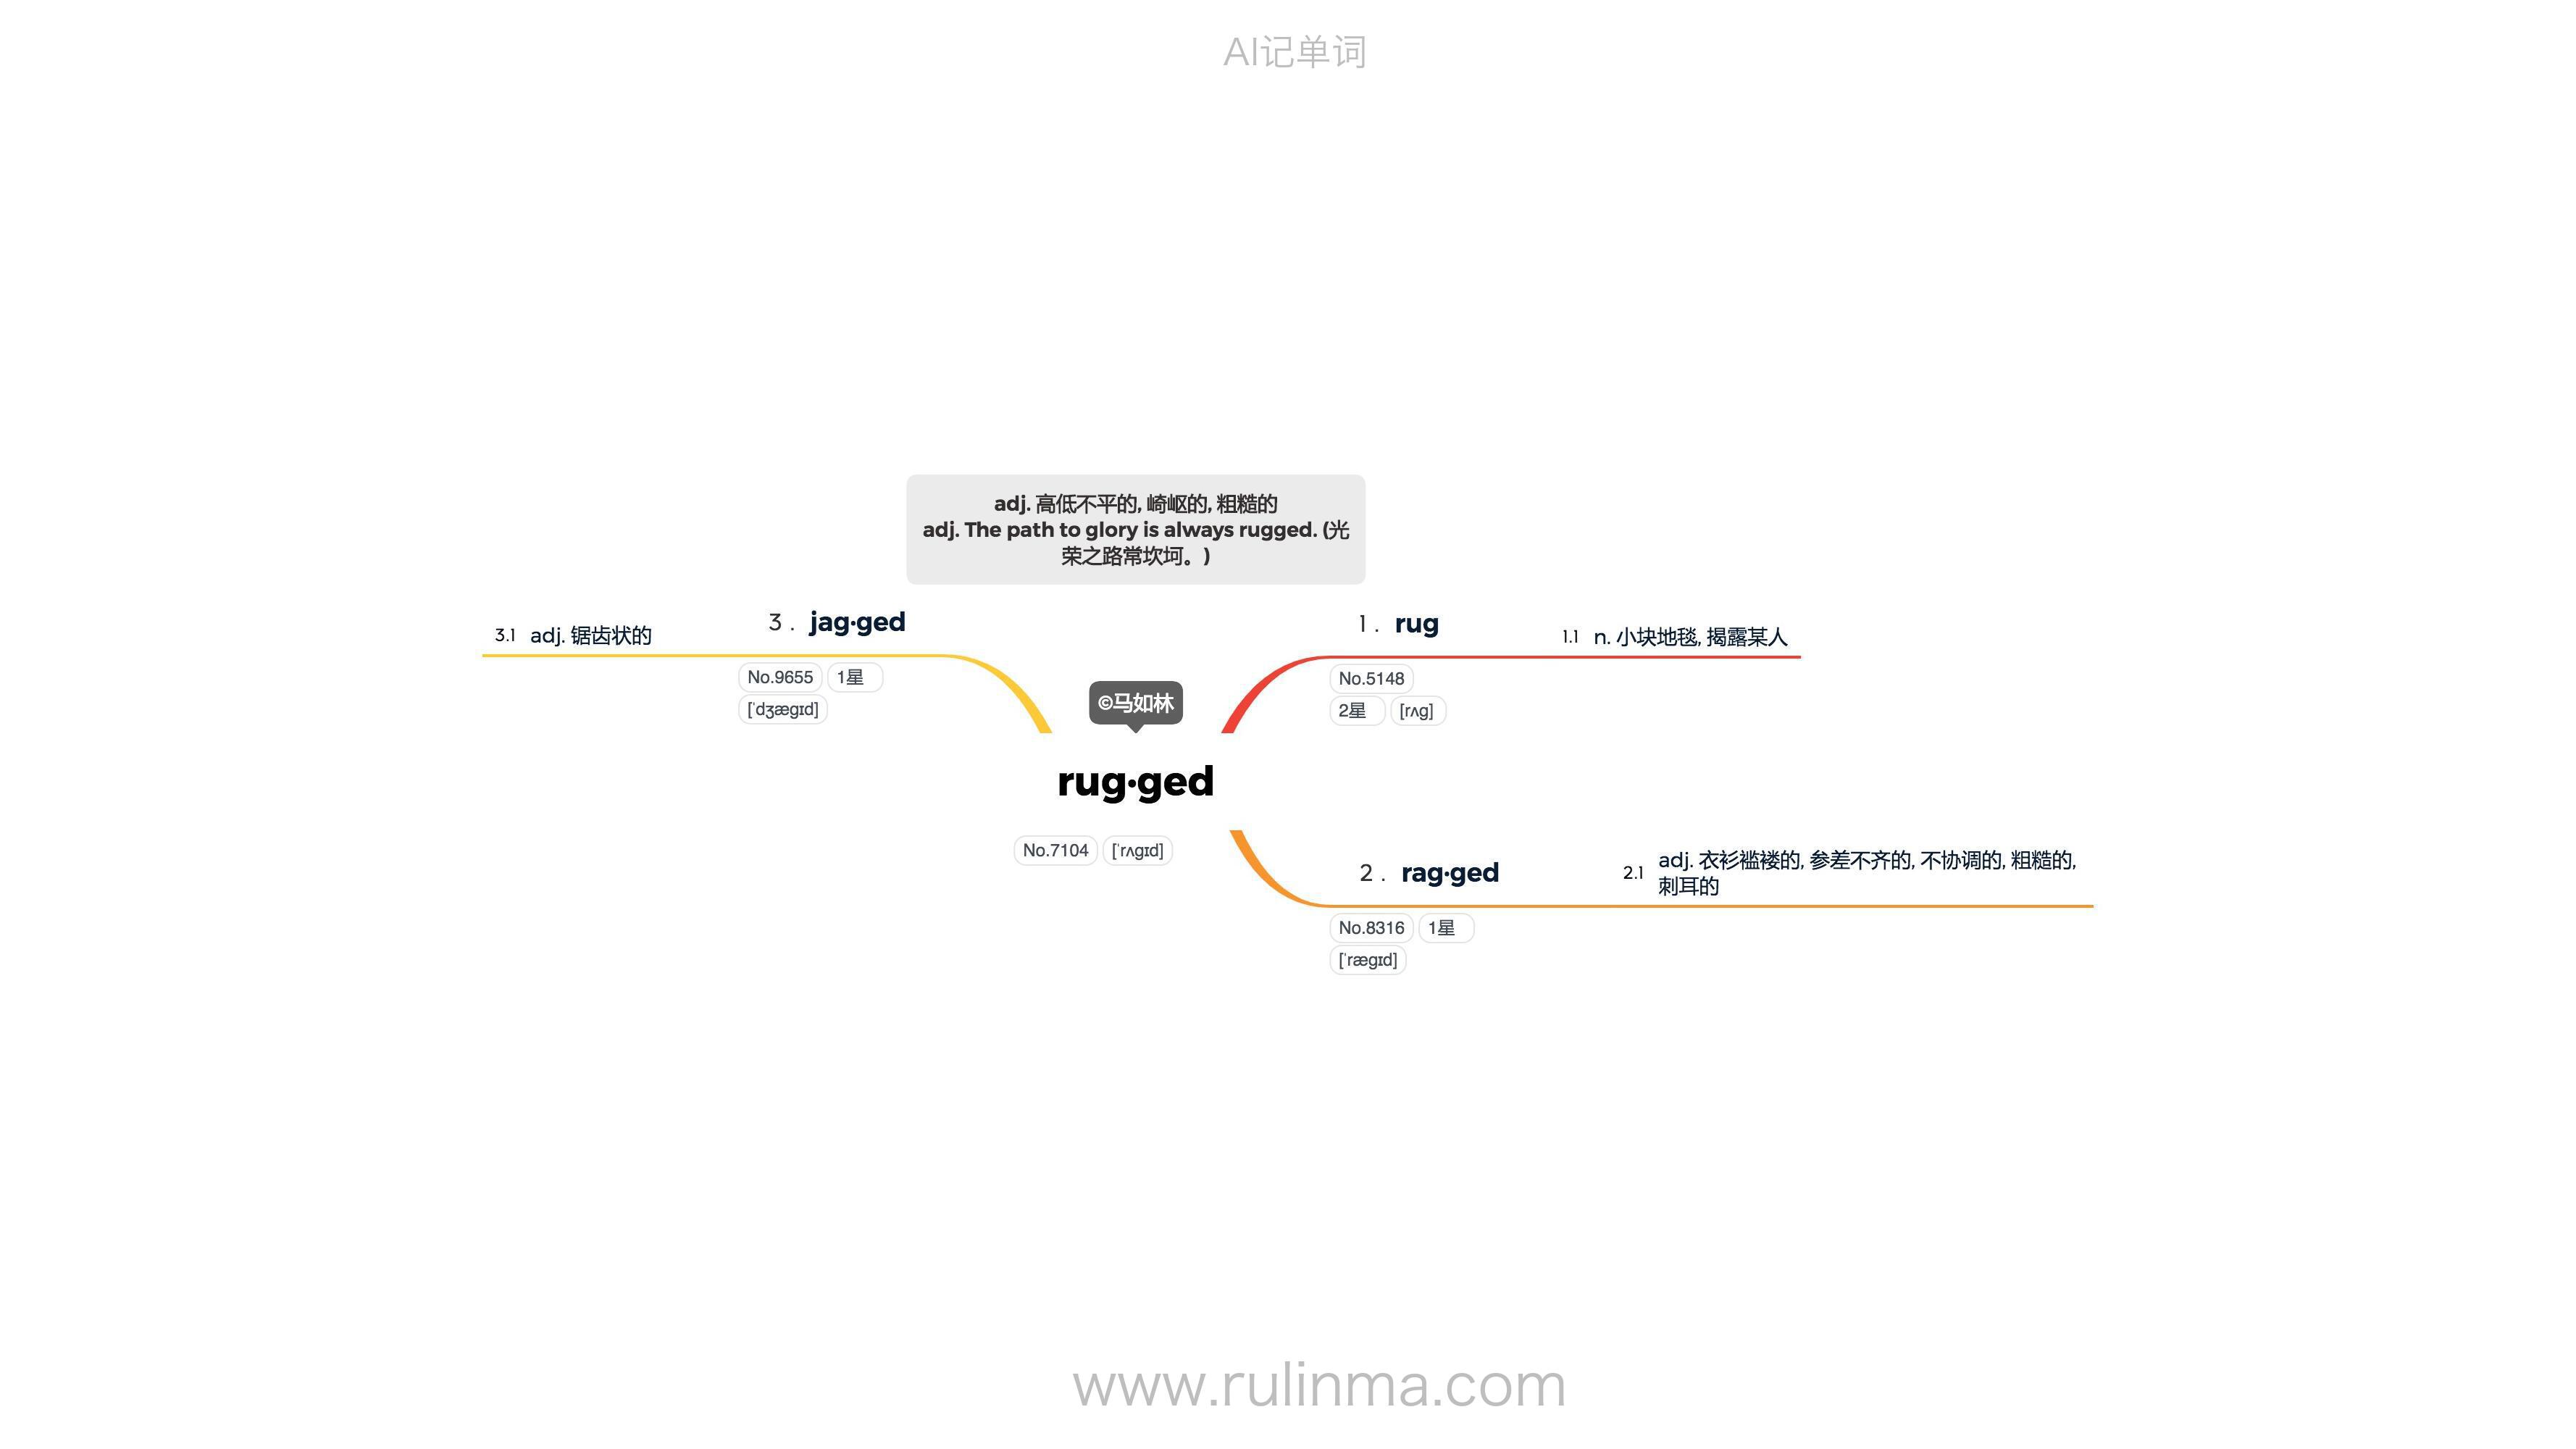 AI记单词
adj. 高低不平的, 崎岖的, 粗糙的
adj. The path to glory is always rugged. (光
荣之路常坎坷。)
3 . jag·ged
3.1 adj. 锯齿状的
No.9655 1星
[ˈdʒægɪd]
1 . rug
1.1 n. 小块地毯, 揭露某人
No.5148
2星 [rʌg]
©马如林
rug·ged
No.7104 [ˈrʌgɪd]
2 . rag·ged
2.1 adj. 衣衫褴褛的, 参差不齐的, 不协调的, 粗糙的,
刺耳的
No.8316 1星
[ˈrægɪd]
www.rulinma.com